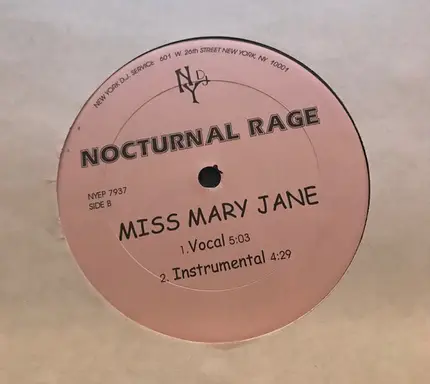 NEW YORK D.J. SERVICE 601 W. 26th STREET NEW YORK, NY 10001
NY DJ
NOCTURNAL RAGE
NYEP 7937
SIDE B
MISS MARY JANE
1. Vocal 5:03
2. Instrumental 4:29